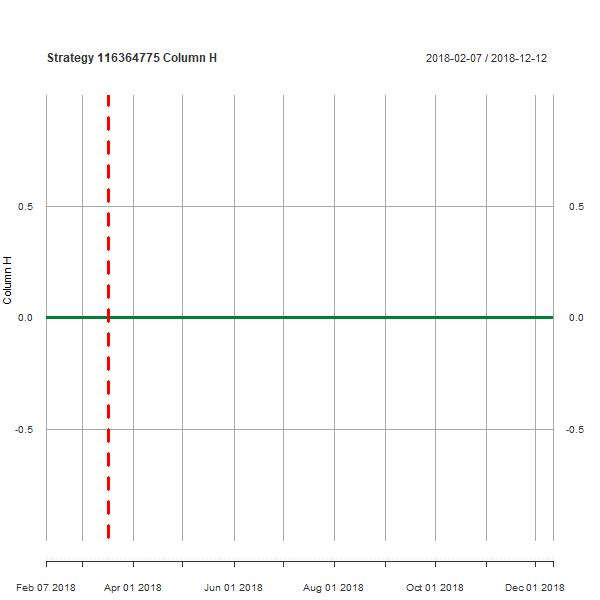 Strategy 116364775 Column H
2018-02-07 / 2018-12-12
0.5
0.5
Column H
0.0
0.0
-0.5
-0.5
Feb 07 2018
Apr 01 2018
Jun 01 2018
Aug 01 2018
Oct 01 2018
Dec 01 2018